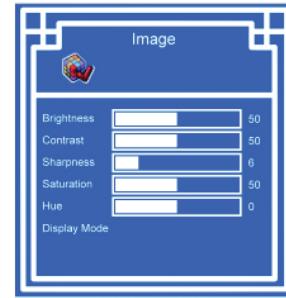 Image
Brightness 50
Contrast 50
Sharpness 6
Saturation 50
Hue 0
Display Mode